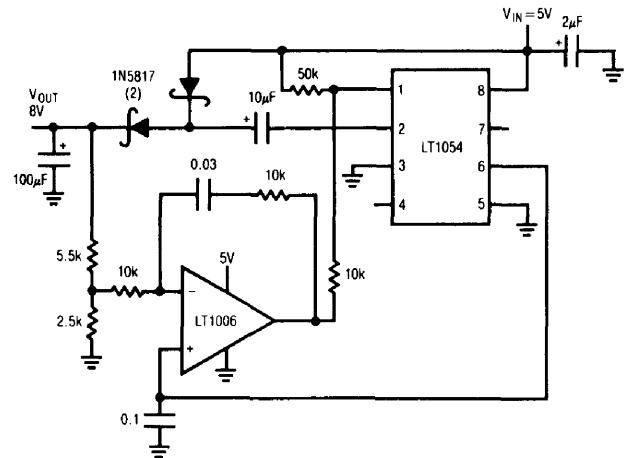 V_IN = 5V
2µF
+
1N5817
(2)
V_OUT
8V
50k
10µF
+
+
100µF
1
2
3
4
8
7
6
5
LT1054
0.03
10k
5.5k
10k
5V
10k
2.5k
−
LT1006
+
0.1